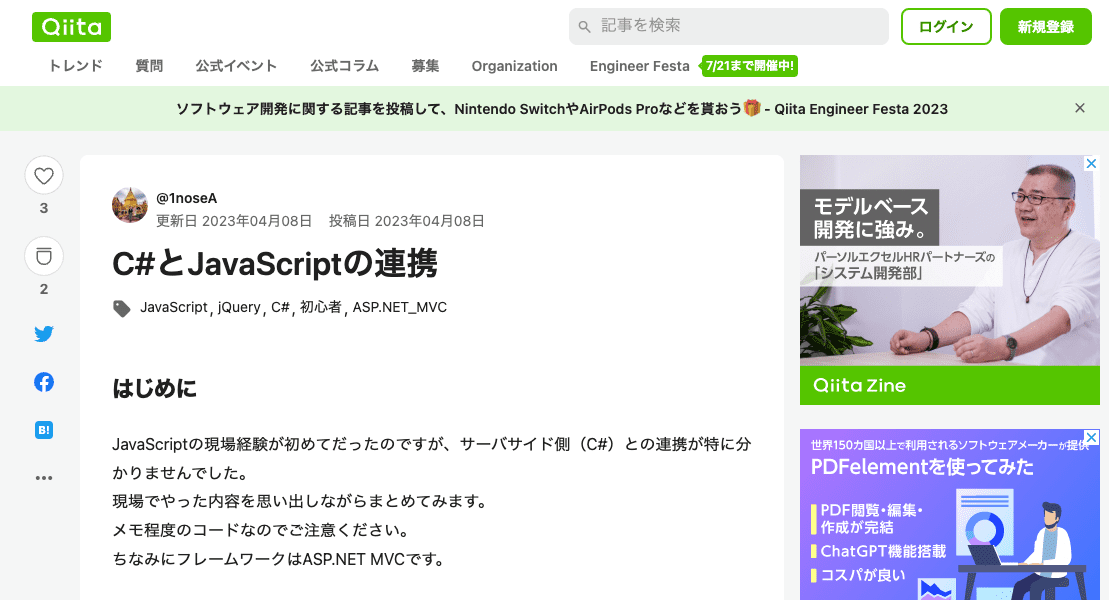 Qiita
記事を検索
ログイン
新規登録
トレンド 質問 公式イベント 公式コラム 募集 Organization Engineer Festa 7/21まで開催中!
ソフトウェア開発に関する記事を投稿して、Nintendo SwitchやAirPods Proなどを貰おう🎁 - Qiita Engineer Festa 2023
3
2
B!
@1noseA
更新日 2023年04月08日 投稿日 2023年04月08日
C#とJavaScriptの連携
JavaScript, jQuery, C#, 初心者, ASP.NET_MVC
はじめに
JavaScriptの現場経験が初めてだったのですが、サーバサイド側（C#）との連携が特に分
かりませんでした。
現場でやった内容を思い出しながらまとめてみます。
メモ程度のコードなのでご注意ください。
ちなみにフレームワークはASP.NET MVCです。
モデルベース
開発に強み。
パーソルエクセルHRパートナーズの
「システム開発部」
Qiita Zine
世界150カ国以上で利用されるソフトウェアメーカーが提供
PDFelementを使ってみた
PDF閲覧・編集・
作成が完結
ChatGPT機能搭載
コスパが良い